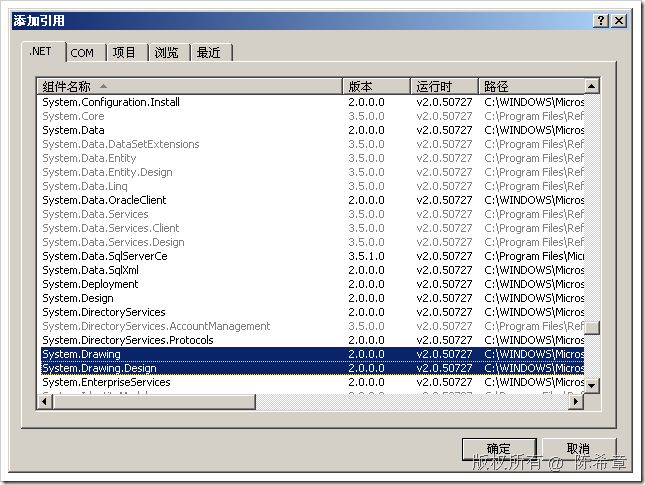 添加引用
.NET COM 项目 浏览 最近
组件名称 版本 运行时 路径
System.Configuration.Install 2.0.0.0 v2.0.50727 C:\WINDOWS\Micros
System.Core 3.5.0.0 v2.0.50727 C:\Program Files\Ref
System.Data 2.0.0.0 v2.0.50727 C:\WINDOWS\Micros
System.Data.DataSetExtensions 3.5.0.0 v2.0.50727 C:\Program Files\Ref
System.Data.Entity 3.5.0.0 v2.0.50727 C:\Program Files\Ref
System.Data.Entity.Design 3.5.0.0 v2.0.50727 C:\Program Files\Ref
System.Data.Linq 3.5.0.0 v2.0.50727 C:\Program Files\Ref
System.Data.OracleClient 2.0.0.0 v2.0.50727 C:\WINDOWS\Micros
System.Data.Services 3.5.0.0 v2.0.50727 C:\Program Files\Ref
System.Data.Services.Client 3.5.0.0 v2.0.50727 C:\Program Files\Ref
System.Data.Services.Design 3.5.0.0 v2.0.50727 C:\Program Files\Ref
System.Data.SqlServerCe 3.5.1.0 v2.0.50727 C:\Program Files\Micr
System.Data.SqlXml 2.0.0.0 v2.0.50727 C:\WINDOWS\Micros
System.Deployment 2.0.0.0 v2.0.50727 C:\WINDOWS\Micros
System.Design 2.0.0.0 v2.0.50727 C:\WINDOWS\Micros
System.DirectoryServices 2.0.0.0 v2.0.50727 C:\WINDOWS\Micros
System.DirectoryServices.AccountManagement 3.5.0.0 v2.0.50727 C:\Program Files\Ref
System.DirectoryServices.Protocols 2.0.0.0 v2.0.50727 C:\WINDOWS\Micros
System.Drawing 2.0.0.0 v2.0.50727 C:\WINDOWS\Micros
System.Drawing.Design 2.0.0.0 v2.0.50727 C:\WINDOWS\Micros
System.EnterpriseServices 2.0.0.0 v2.0.50727 C:\WINDOWS\Micros
确定 取消
版权所有 @ 陈希章